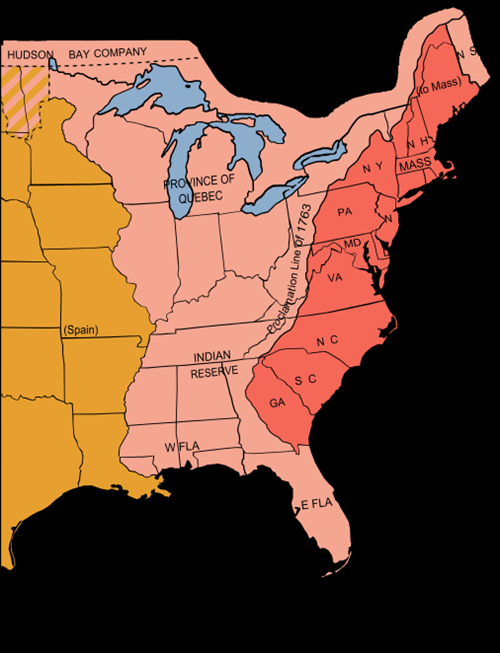 HUDSON BAY COMPANY
N S
(to Mass)
N H
MASS
N Y
PROVINCE OF
QUEBEC
PA
N
Proclamation Line of 1763
MD
VA
(Spain)
N C
INDIAN
RESERVE
S C
GA
W FLA
E FLA